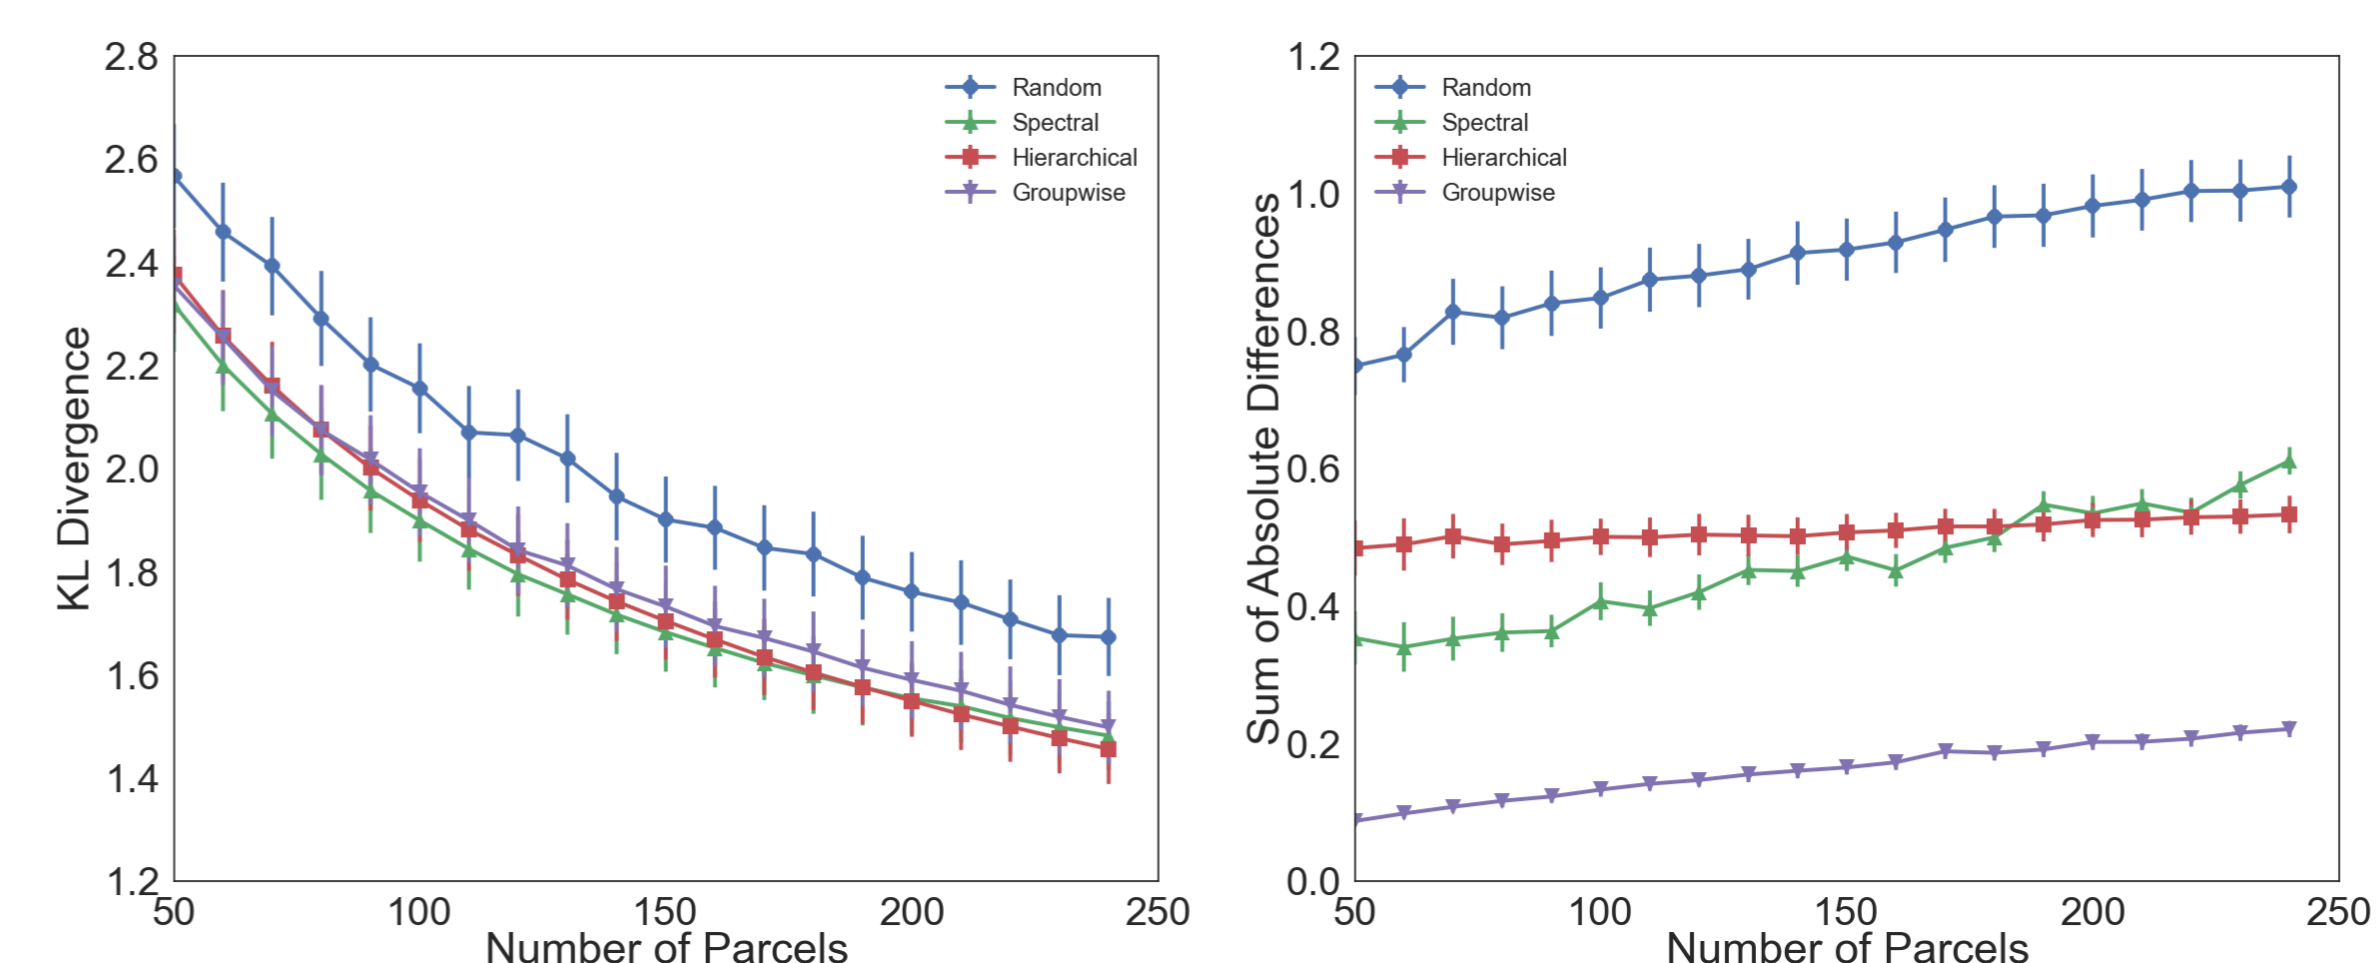 2.8
2.6
2.4
2.2
2.0
1.8
1.6
1.4
1.2
KL Divergence
50 100 150 200 250
Number of Parcels
Random
Spectral
Hierarchical
Groupwise
1.2
1.0
0.8
0.6
0.4
0.2
0.0
Sum of Absolute Differences
50 100 150 200 250
Number of Parcels
Random
Spectral
Hierarchical
Groupwise